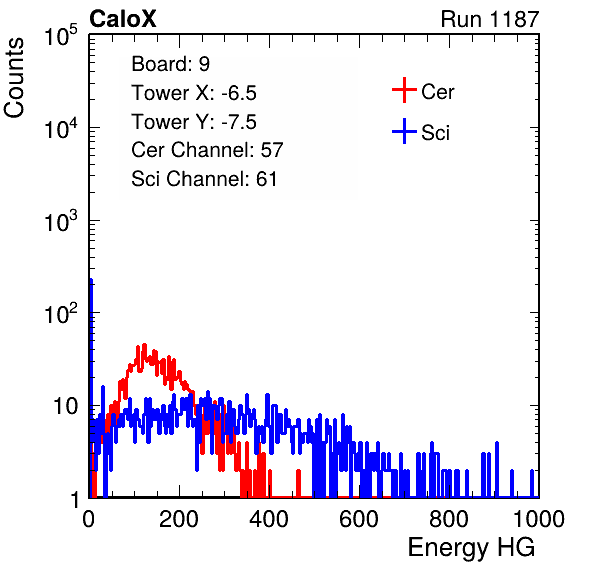 CaloX Run 1187
Counts
10^5
10^4
10^3
10^2
10
1
Board: 9
Tower X: -6.5
Tower Y: -7.5
Cer Channel: 57
Sci Channel: 61
Cer
Sci
0 200 400 600 800 1000
Energy HG